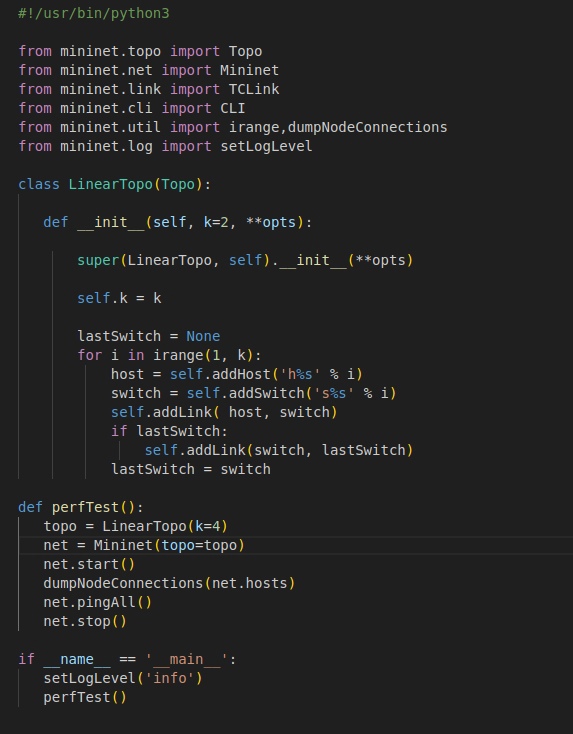 #!/usr/bin/python3

from mininet.topo import Topo
from mininet.net import Mininet
from mininet.link import TCLink
from mininet.cli import CLI
from mininet.util import irange,dumpNodeConnections
from mininet.log import setLogLevel

class LinearTopo(Topo):

   def __init__(self, k=2, **opts):

       super(LinearTopo, self).__init__(**opts)

       self.k = k

       lastSwitch = None
       for i in irange(1, k):
           host = self.addHost('h%s' % i)
           switch = self.addSwitch('s%s' % i)
           self.addLink( host, switch)
           if lastSwitch:
               self.addLink(switch, lastSwitch)
           lastSwitch = switch

def perfTest():
   topo = LinearTopo(k=4)
   net = Mininet(topo=topo)
   net.start()
   dumpNodeConnections(net.hosts)
   net.pingAll()
   net.stop()

if __name__ == '__main__':
   setLogLevel('info')
   perfTest()